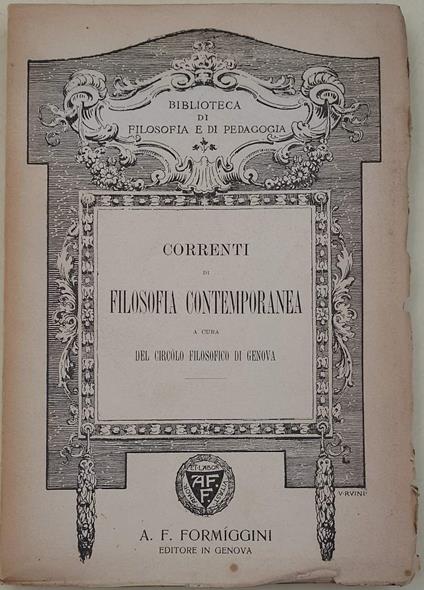 BIBLIOTECA
DI
FILOSOFIA E DI PEDAGOGIA
CORRENTI
DI
FILOSOFIA CONTEMPORANEA
A CURA
DEL CIRCOLO FILOSOFICO DI GENOVA
A. F. F.
V. RVINI
A. F. FORMÍGGINI
EDITORE IN GENOVA